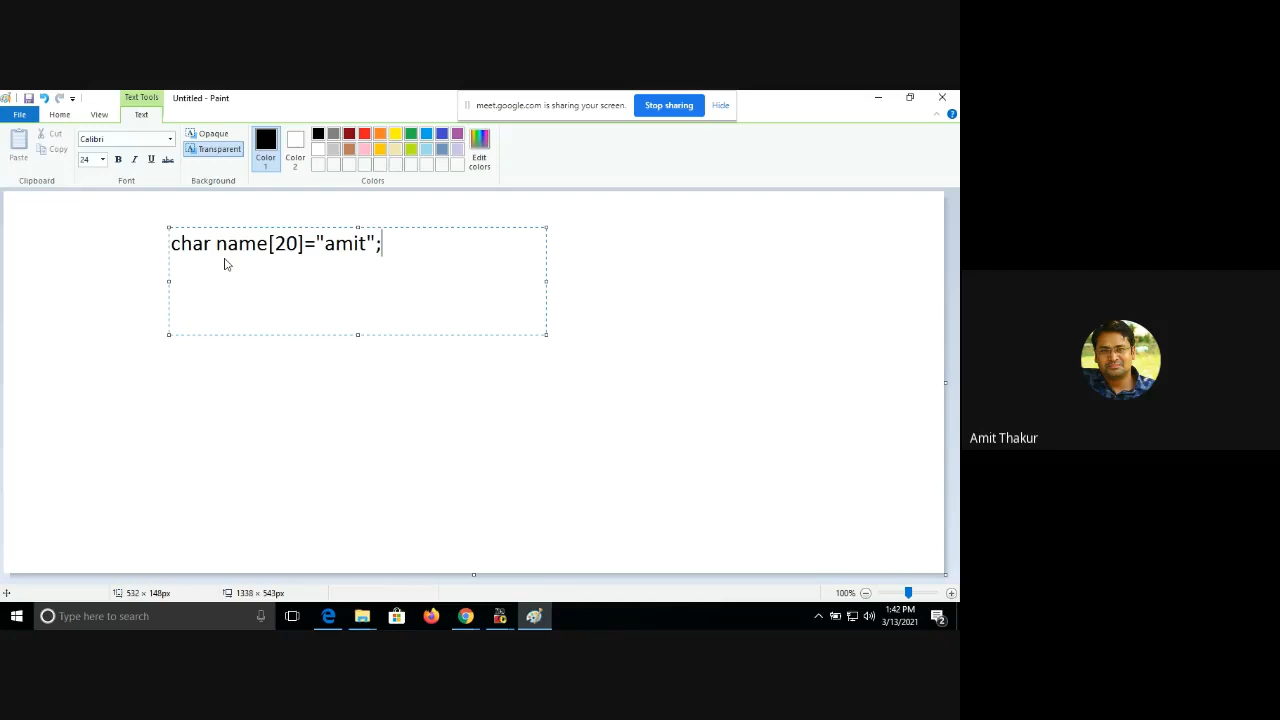 Text Tools
Untitled - Paint
meet.google.com is sharing your screen.
Stop sharing
Hide
File
Home
View
Text
Paste
Cut
Copy
Clipboard
Calibri
24
B
I
U
abc
Font
Opaque
Transparent
Background
Color
1
Color
2
Edit
colors
Colors
char name[20]="amit";
Amit Thakur
532 × 148px
1338 × 543px
100%
Type here to search
1:42 PM
3/13/2021
2